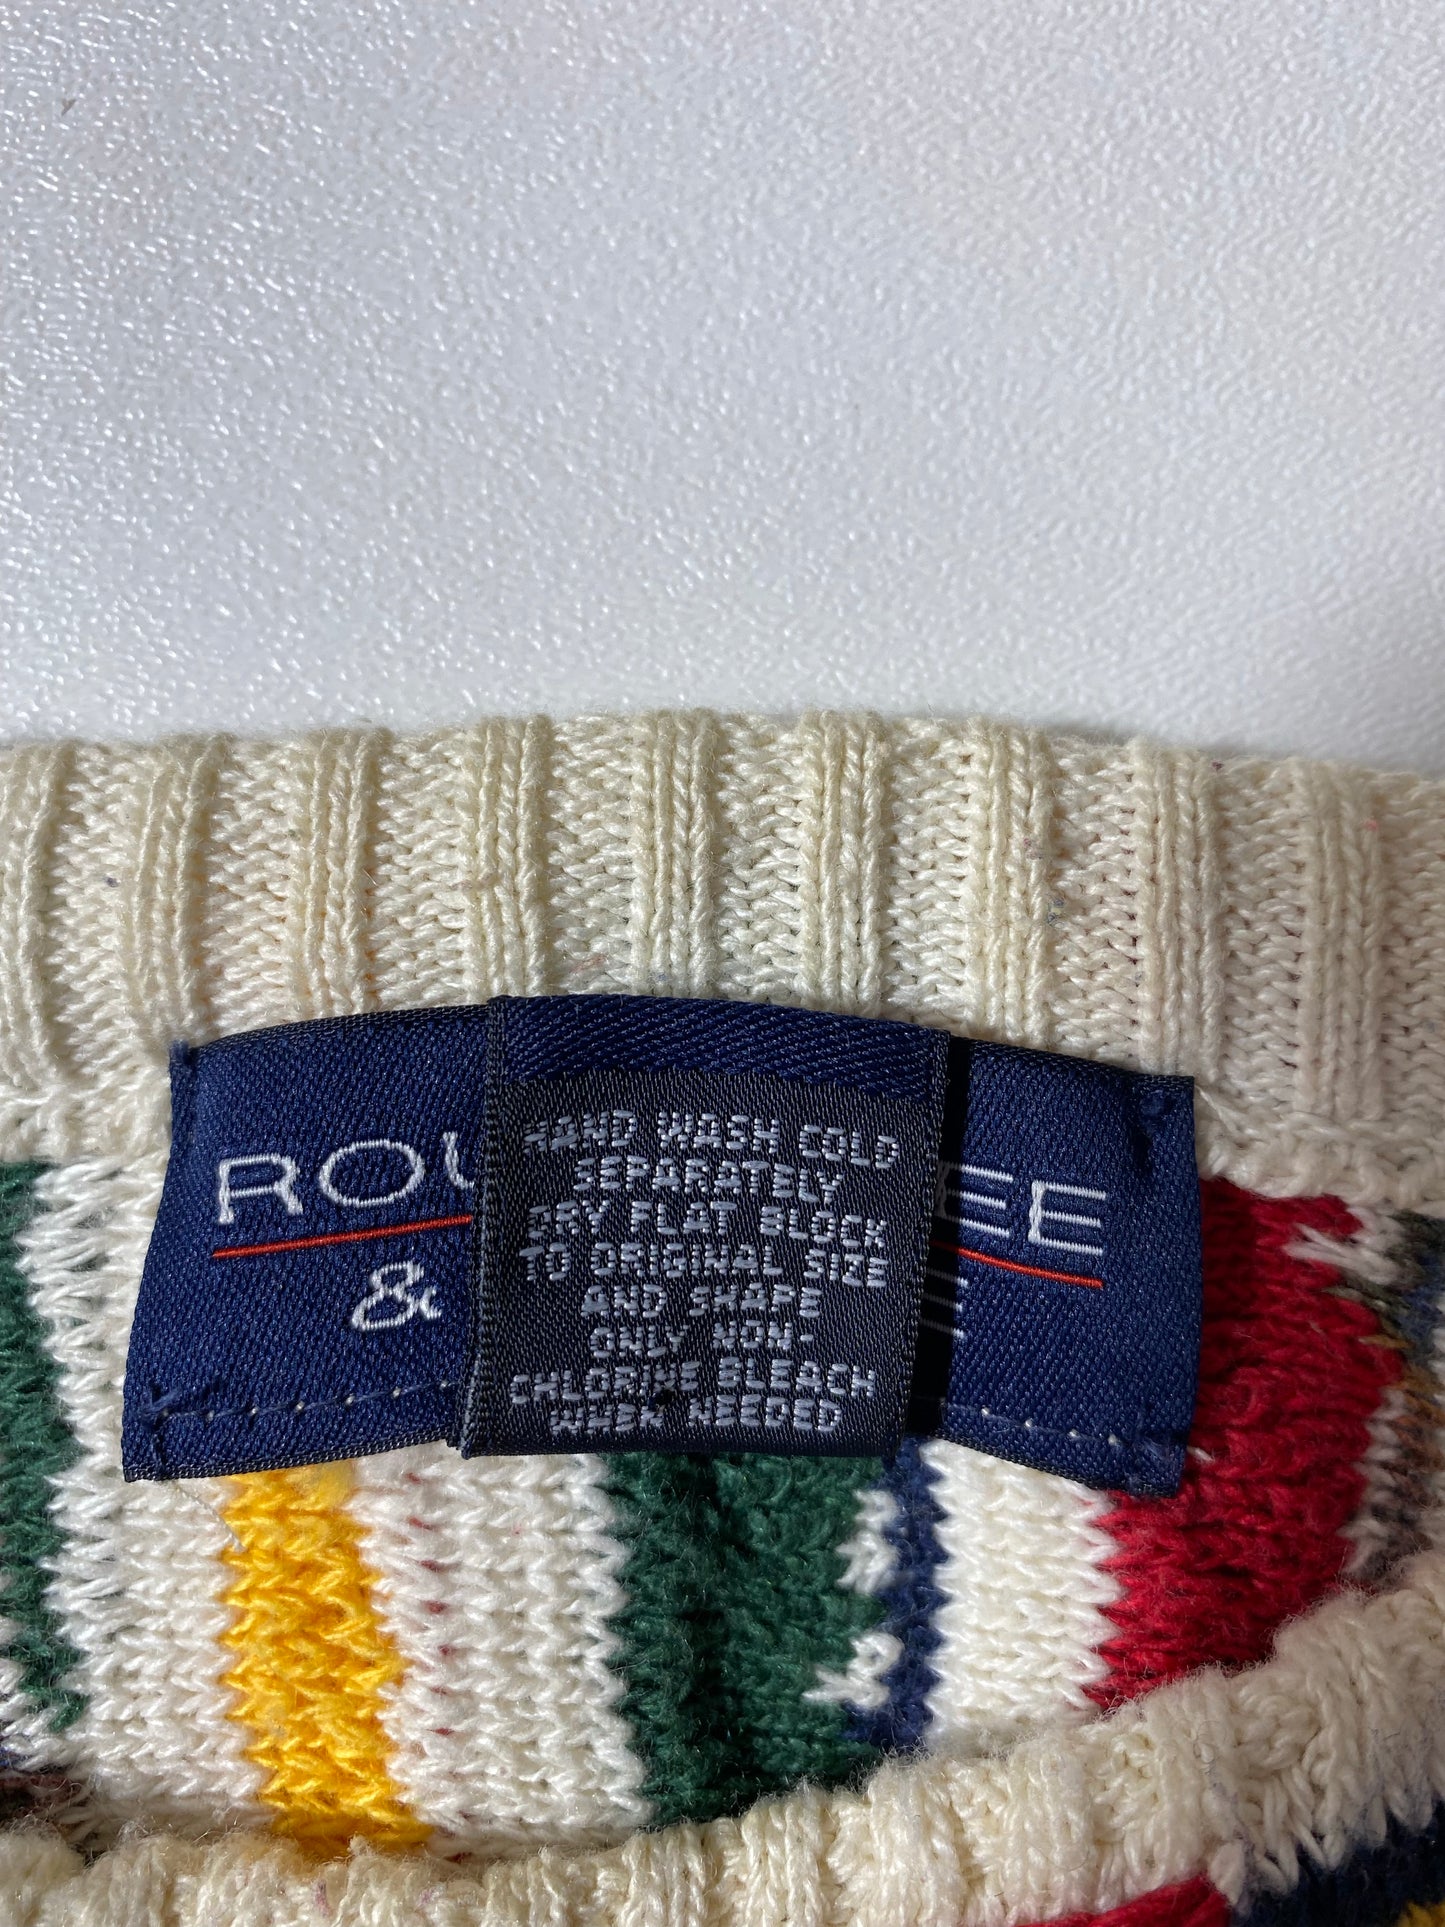 ROU EE
&
HAND WASH COLD
SEPARATELY
DRY FLAT BLOCK
TO ORIGINAL SIZE
AND SHAPE
ONLY NON-
CHLORINE BLEACH
WHEN NEEDED